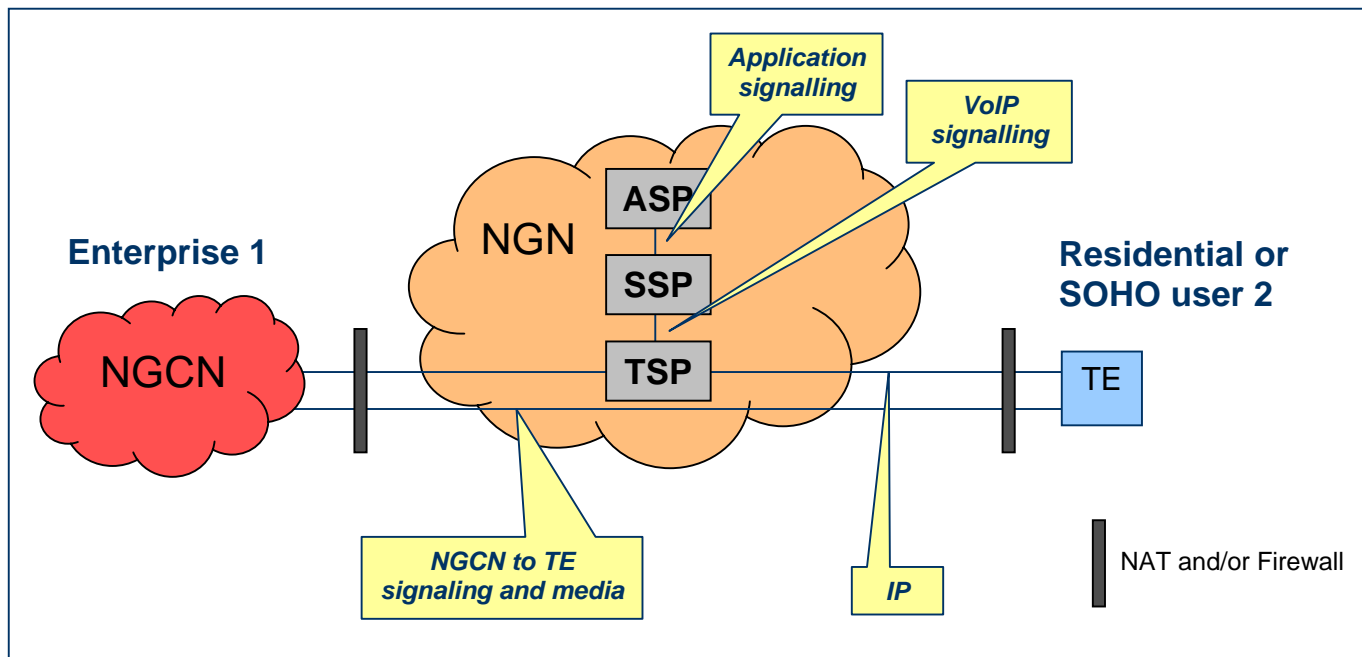 Application
signalling
VoIP
signalling
ASP
NGN
Enterprise 1
Residential or
SOHO user 2
SSP
NGCN
TSP
TE
NGCN to TE
signaling and media
IP
NAT and/or Firewall